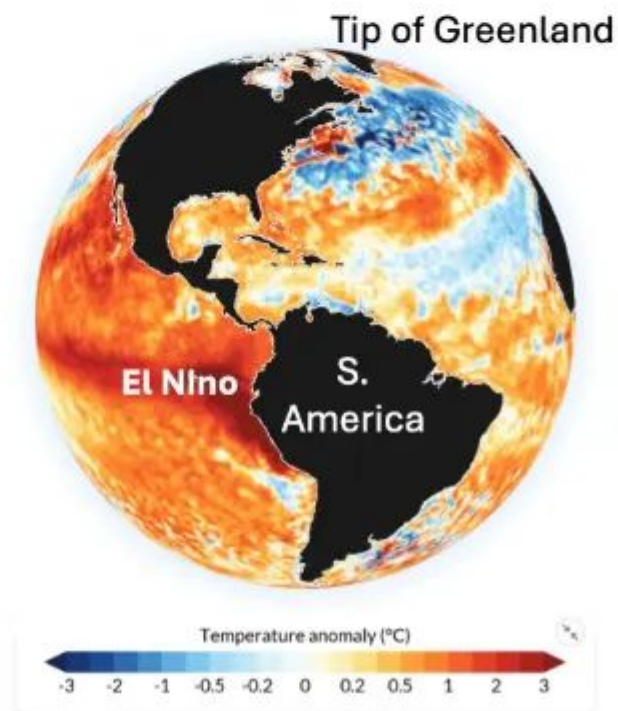 Tip of Greenland
El Nino
S.
America
Temperature anomaly (°C)
-3 -2 -1 -0.5 -0.2 0 0.2 0.5 1 2 3